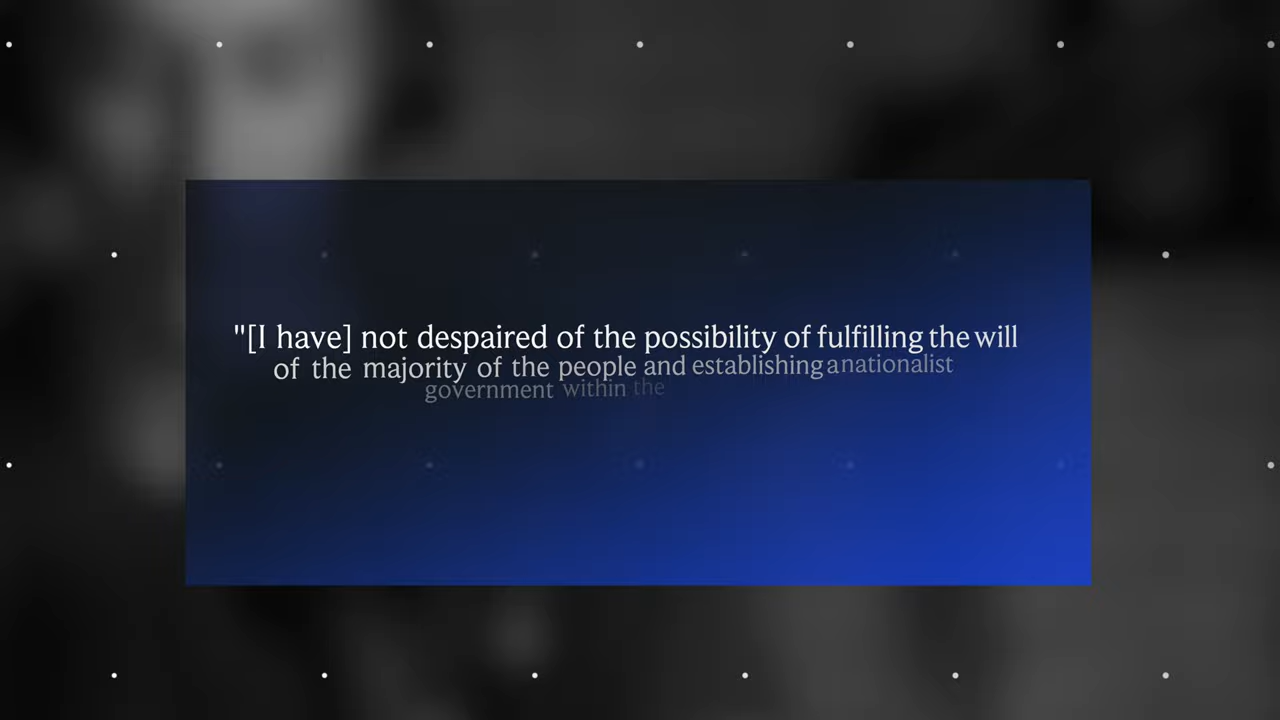 "[I have] not despaired of the possibility of fulfilling the will
of the majority of the people and establishing a nationalist
government within the